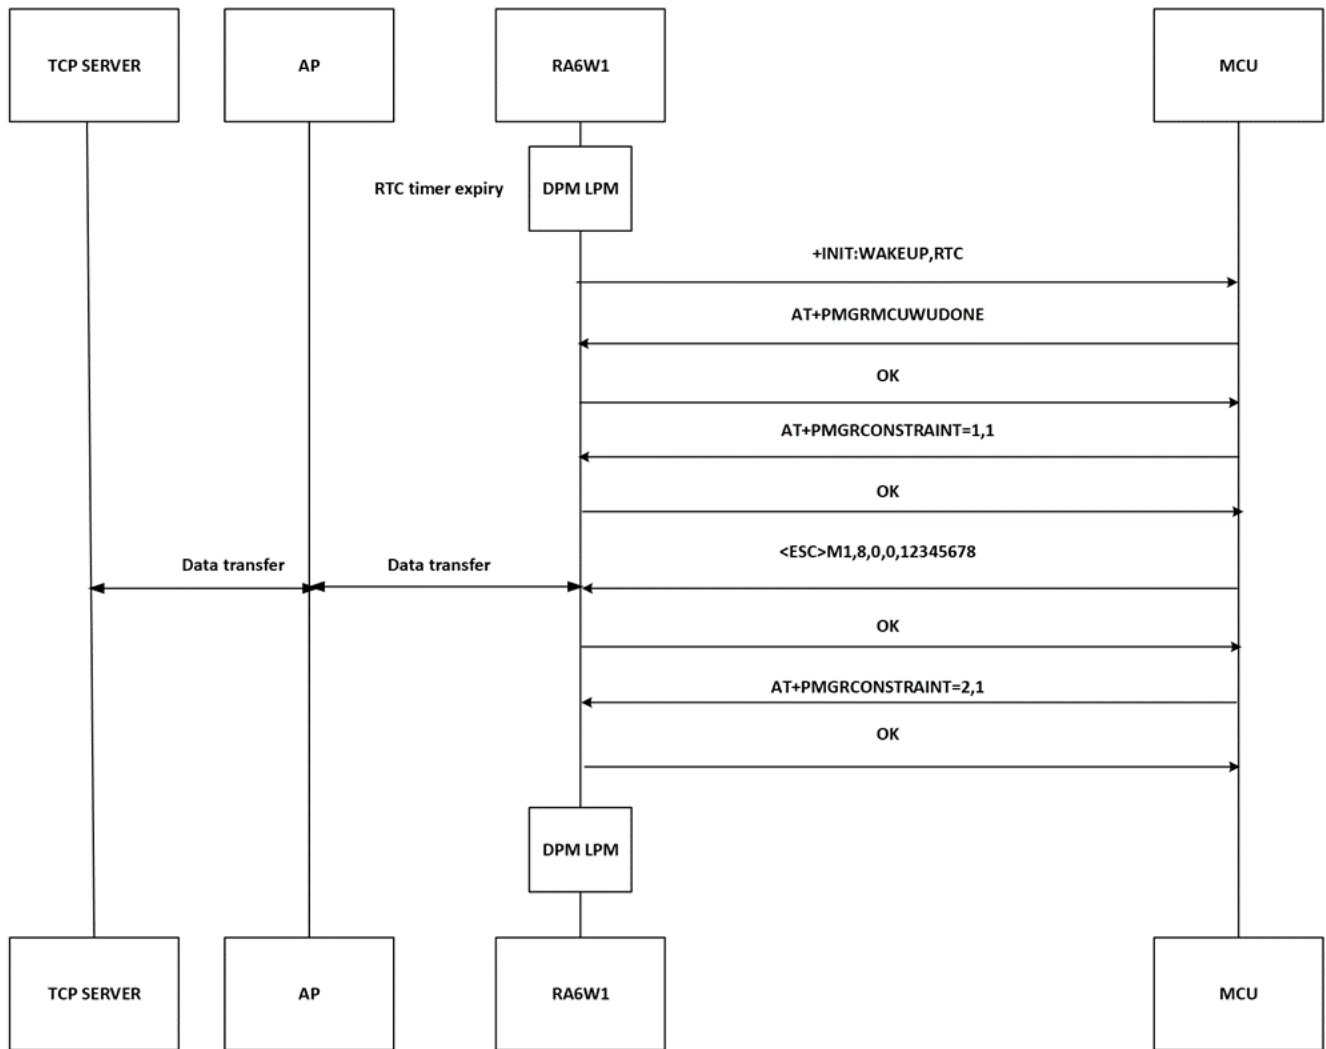 TCP SERVER
AP
RA6W1
MCU
RTC timer expiry
DPM LPM
+INIT:WAKEUP,RTC
AT+PMGRMCUWUDONE
OK
AT+PMGRCONSTRAINT=1,1
OK
<ESC>M1,8,0,0,12345678
Data transfer
Data transfer
OK
AT+PMGRCONSTRAINT=2,1
OK
DPM LPM
TCP SERVER
AP
RA6W1
MCU